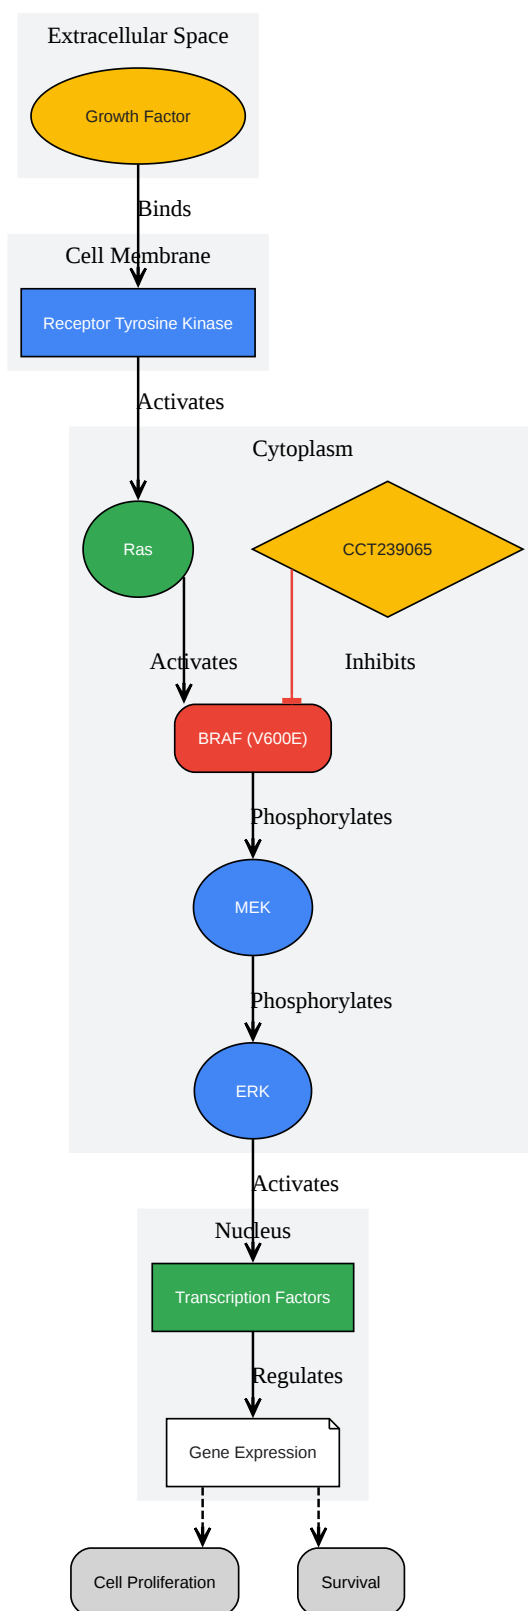 Extracellular Space
Growth Factor
Binds
Cell Membrane
Receptor Tyrosine Kinase
Activates
Cytoplasm
Ras
CCT239065
Activates
Inhibits
BRAF (V600E)
Phosphorylates
MEK
Phosphorylates
ERK
Activates
Nucleus
Transcription Factors
Regulates
Gene Expression
Cell Proliferation
Survival